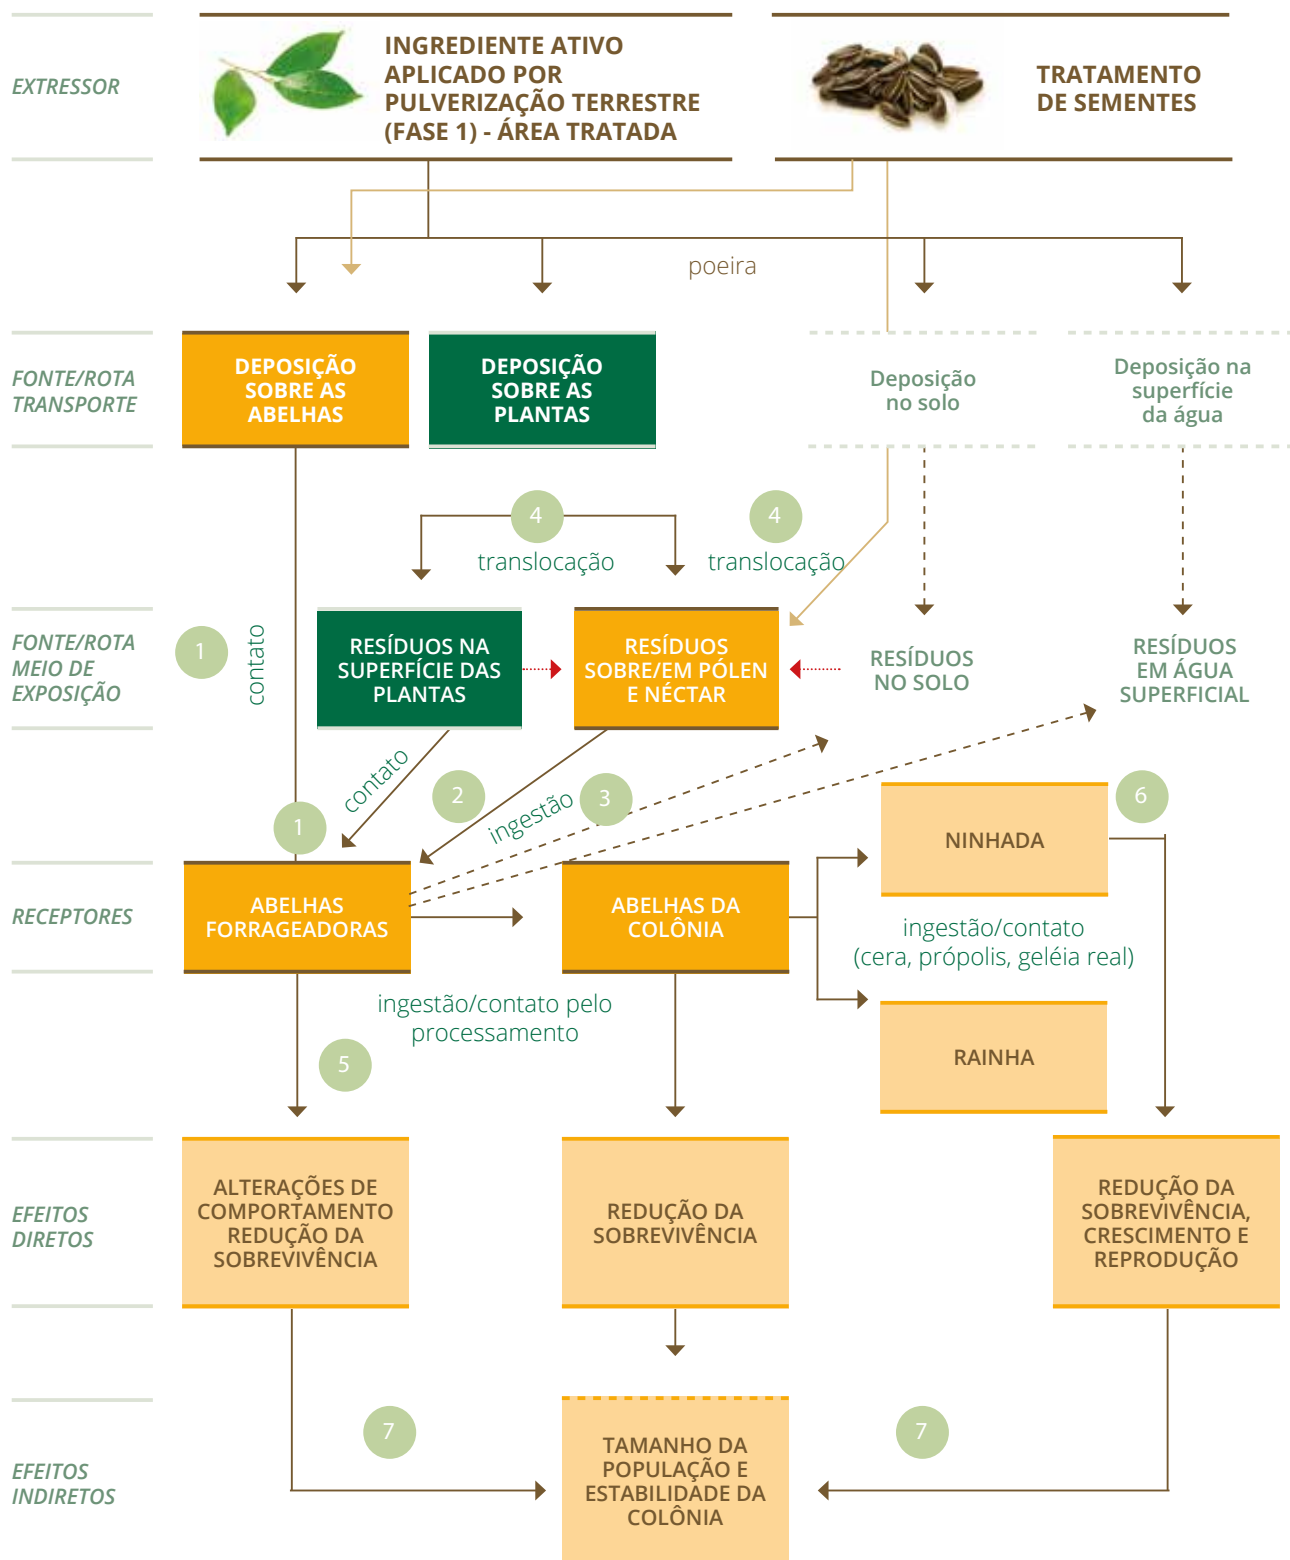 EXTRESSOR
INGREDIENTE ATIVO
APLICADO POR
PULVERIZAÇÃO TERRESTRE
(FASE 1) - ÁREA TRATADA
TRATAMENTO
DE SEMENTES
poeira
FONTE/ROTA
TRANSPORTE
DEPOSIÇÃO
SOBRE AS
ABELHAS
DEPOSIÇÃO
SOBRE AS
PLANTAS
Deposição
no solo
Deposição na
superfície
da água
4
translocação
4
translocação
FONTE/ROTA
MEIO DE
EXPOSIÇÃO
1
contato
RESÍDUOS NA
SUPERFÍCIE DAS
PLANTAS
RESÍDUOS
SOBRE/EM PÓLEN
E NÉCTAR
RESÍDUOS
NO SOLO
RESÍDUOS
EM ÁGUA
SUPERFICIAL
1
contato
2
ingestão
3
6
RECEPTORES
ABELHAS
FORRAGEADORAS
ABELHAS DA
COLÔNIA
NINHADA
ingestão/contato
(cera, própolis, geléia real)
RAINHA
ingestão/contato pelo
processamento
5
EFEITOS
DIRETOS
ALTERAÇÕES DE
COMPORTAMENTO
REDUÇÃO DA
SOBREVIVÊNCIA
REDUÇÃO DA
SOBREVIVÊNCIA
REDUÇÃO DA
SOBREVIVÊNCIA,
CRESCIMENTO E
REPRODUÇÃO
EFEITOS
INDIRETOS
7
TAMANHO DA
POPULAÇÃO E
ESTABILIDADE DA
COLÔNIA
7